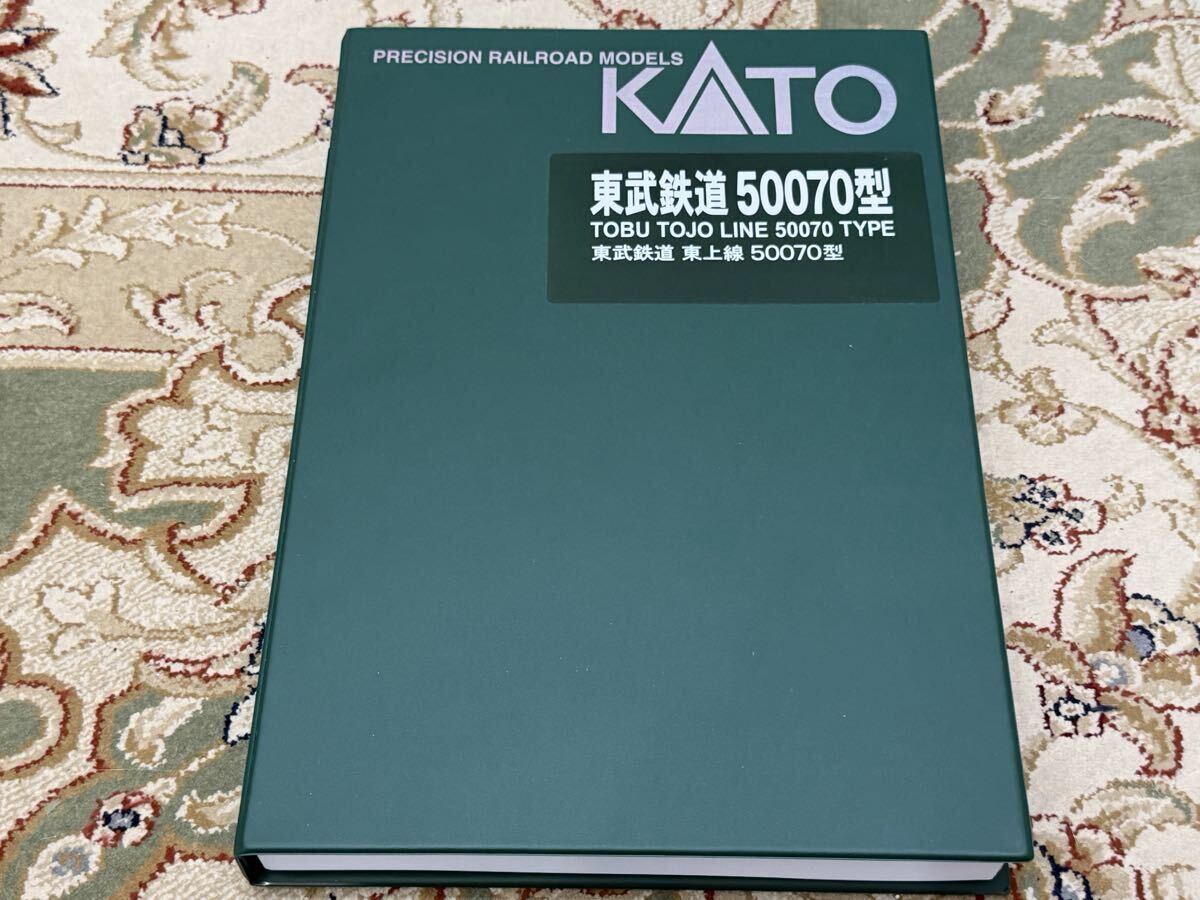 PRECISION RAILROAD MODELS
KATO
東武鉄道 50070型
TOBU TOJO LINE 50070 TYPE
東武鉄道 東上線 50070型